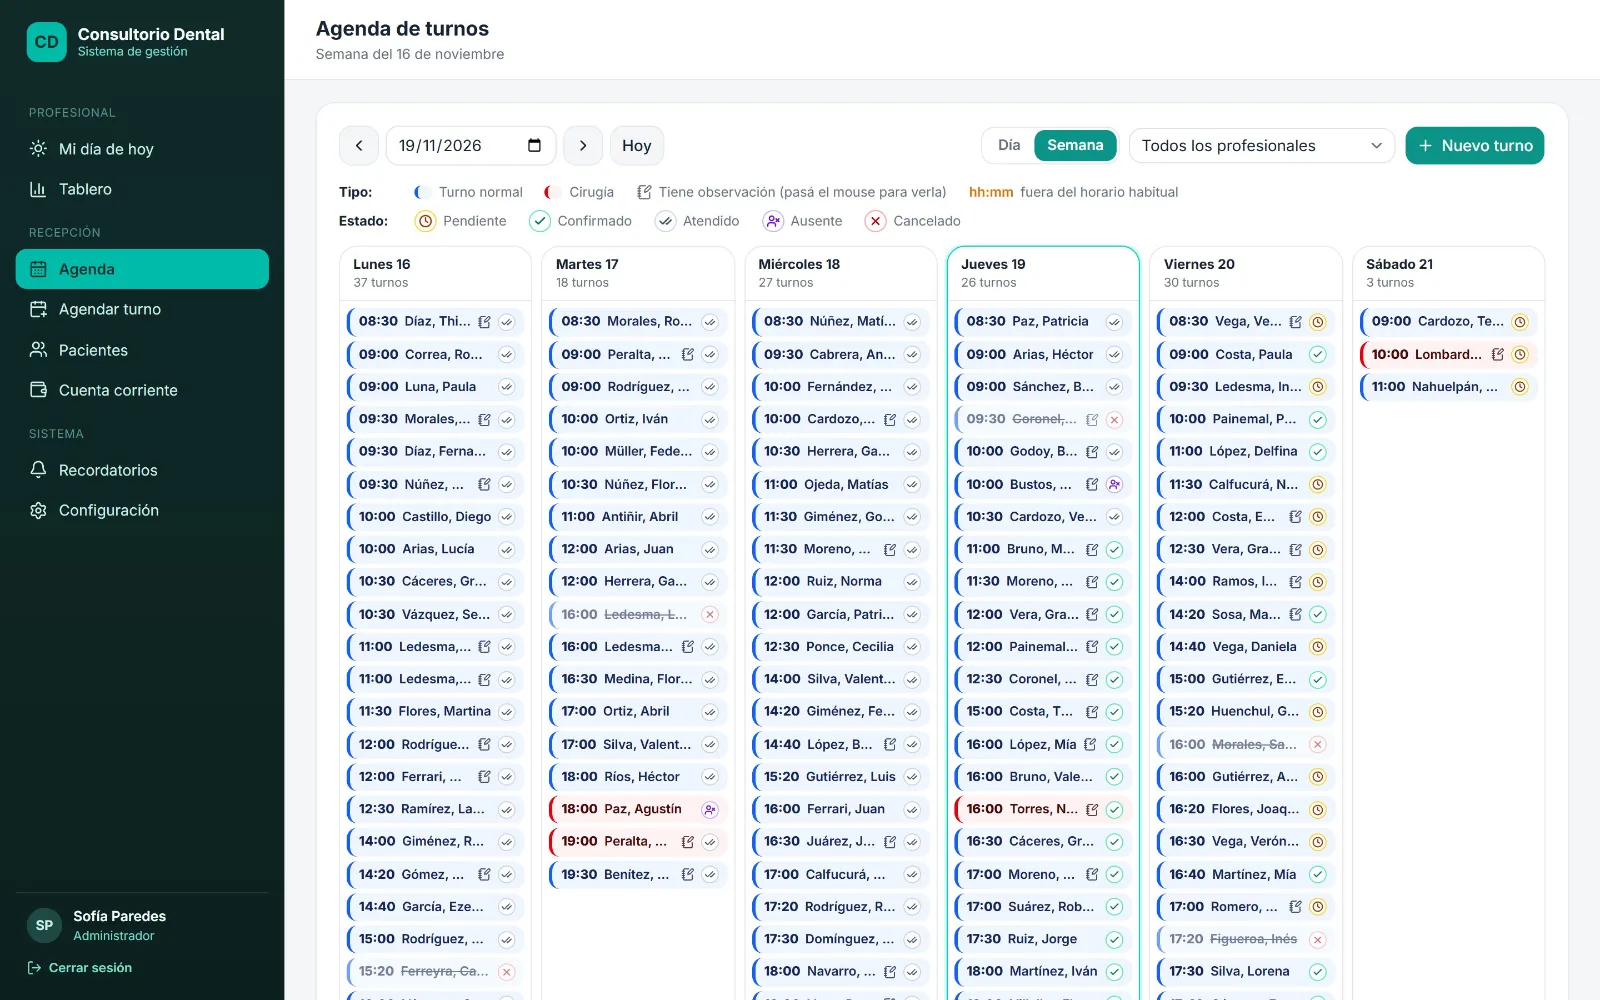 CD
Consultorio Dental
Sistema de gestión
PROFESIONAL
Mi día de hoy
Tablero
RECEPCIÓN
Agenda
Agendar turno
Pacientes
Cuenta corriente
SISTEMA
Recordatorios
Configuración
SP
Sofía Paredes
Administrador
Cerrar sesión
Agenda de turnos
Semana del 16 de noviembre
19/11/2026
Hoy
Día
Semana
Todos los profesionales
Nuevo turno
Tipo:
Turno normal
Cirugía
Tiene observación (pasá el mouse para verla)
hh:mm fuera del horario habitual
Estado:
Pendiente
Confirmado
Atendido
Ausente
Cancelado
Lunes 16
37 turnos
08:30 Díaz, Thi...
09:00 Correa, Ro...
09:00 Luna, Paula
09:30 Morales,...
09:30 Díaz, Ferna...
09:30 Núñez, ...
10:00 Castillo, Diego
10:00 Arias, Lucía
10:30 Cáceres, Gr...
10:30 Vázquez, Se...
11:00 Ledesma,...
11:00 Ledesma,...
11:30 Flores, Martina
12:00 Rodrígue...
12:00 Ferrari, ...
12:30 Ramírez, La...
14:00 Giménez, R...
14:20 Gómez, ...
14:40 García, Eze...
15:00 Rodríguez, ...
15:20 Ferreyra, Ca...
Martes 17
18 turnos
08:30 Morales, Ro...
09:00 Peralta, ...
09:00 Rodríguez, ...
10:00 Ortiz, Iván
10:00 Müller, Fede...
10:30 Núñez, Flor...
11:00 Antiñir, Abril
12:00 Arias, Juan
12:00 Herrera, Ga...
16:00 Ledesma, L...
16:00 Ledesma...
16:30 Medina, Flor...
17:00 Ortiz, Abril
17:00 Silva, Valent...
18:00 Ríos, Héctor
18:00 Paz, Agustín
19:00 Peralta, ...
19:30 Benítez, ...
Miércoles 18
27 turnos
08:30 Núñez, Matí...
09:30 Cabrera, An...
10:00 Fernández, ...
10:00 Cardozo,...
10:30 Herrera, Ga...
11:00 Ojeda, Matías
11:30 Giménez, Go...
11:30 Moreno, ...
12:00 Ruiz, Norma
12:00 García, Patri...
12:30 Ponce, Cecilia
14:00 Silva, Valent...
14:20 Giménez, Fe...
14:40 López, B...
15:20 Gutiérrez, Luis
16:00 Ferrari, Juan
16:30 Juárez, J...
17:00 Calfucurá, ...
17:20 Rodríguez, R...
17:30 Domínguez, ...
18:00 Navarro, ...
Jueves 19
26 turnos
08:30 Paz, Patricia
09:00 Arias, Héctor
09:00 Sánchez, B...
09:30 Coronel,...
10:00 Godoy, B...
10:00 Bustos, ...
10:30 Cardozo, Ve...
11:00 Bruno, M...
11:30 Moreno, ...
12:00 Vera, Gra...
12:00 Painemal...
12:30 Coronel, ...
15:00 Costa, T...
16:00 López, Mía
16:00 Bruno, Vale...
16:00 Torres, N...
16:30 Cáceres, Gr...
17:00 Moreno, ...
17:00 Suárez, Rob...
17:30 Ruiz, Jorge
18:00 Martínez, Iván
Viernes 20
30 turnos
08:30 Vega, Ve...
09:00 Costa, Paula
09:30 Ledesma, In...
10:00 Painemal, P...
11:00 López, Delfina
11:30 Calfucurá, N...
12:00 Costa, E...
12:30 Vera, Gra...
14:00 Ramos, I...
14:20 Sosa, Ma...
14:40 Vega, Daniela
15:00 Gutiérrez, E...
15:20 Huenchul, G...
16:00 Morales, Sa...
16:00 Gutiérrez, A...
16:20 Flores, Joaq...
16:30 Vega, Verón...
16:40 Martínez, Mía
17:00 Romero, ...
17:20 Figueroa, Inés
17:30 Silva, Lorena
Sábado 21
3 turnos
09:00 Cardozo, Te...
10:00 Lombard...
11:00 Nahuelpán, ...